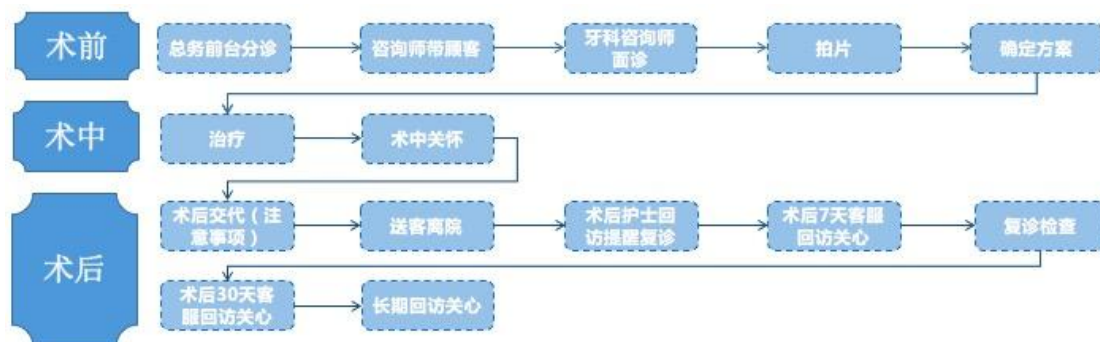 术前
总务前台分诊
咨询师带顾客
牙科咨询师
面诊
拍片
确定方案
术中
治疗
术中关怀
术后
术后交代（注
意事项）
送客离院
术后护士回
访提醒复诊
术后7天客服
回访关心
复诊检查
术后30天客
服回访关心
长期回访关心